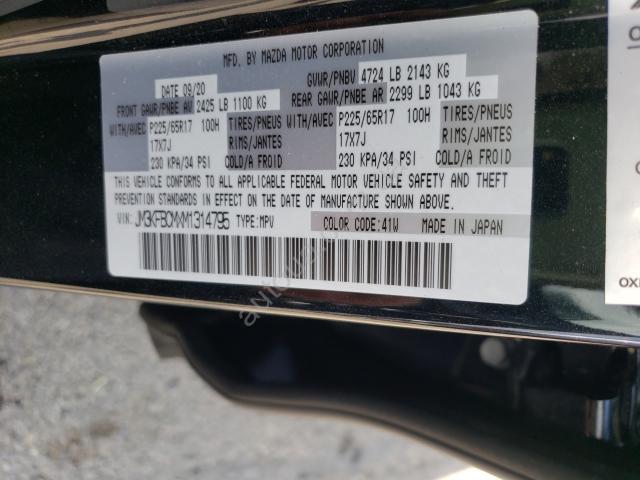 MFD. BY MAZDA MOTOR CORPORATION
DATE 09/20 GVWR/PNBV 4724 LB 2143 KG
FRONT GAWR/PNBE AV 2425 LB 1100 KG REAR GAWR/PNBE AR 2299 LB 1043 KG
WITH/AVEC P225/65R17 100H TIRES/PNEUS WITH/AVEC P225/65R17 100H TIRES/PNEUS
17X7J RIMS/JANTES 17X7J RIMS/JANTES
230 KPA/34 PSI COLD/A FROID 230 KPA/34 PSI COLD/A FROID
THIS VEHICLE CONFORMS TO ALL APPLICABLE FEDERAL MOTOR VEHICLE SAFETY AND THEFT
PREVENTION STANDARDS IN EFFECT ON THE DATE OF MANUFACTURE SHOWN ABOVE.
VIN: TYPE:MPV COLOR CODE:41W MADE IN JAPAN